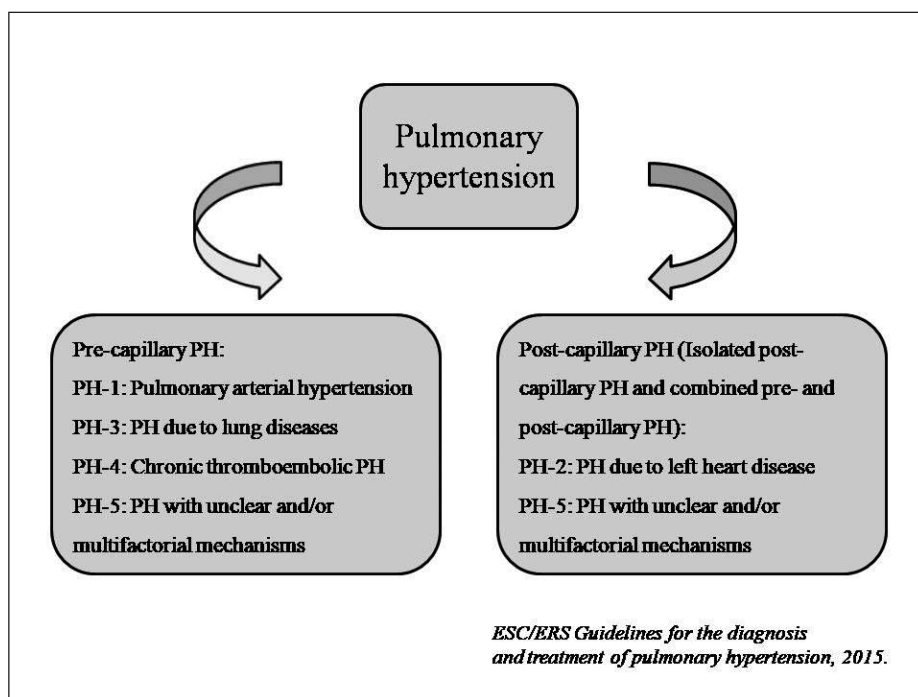 Pulmonary
hypertension
Pre-capillary PH:
PH-1: Pulmonary arterial hypertension
PH-3: PH due to lung diseases
PH-4: Chronic thromboembolic PH
PH-5: PH with unclear and/or
multifactorial mechanisms
Post-capillary PH (Isolated post-
capillary PH and combined pre- and
post-capillary PH):
PH-2: PH due to left heart disease
PH-5: PH with unclear and/or
multifactorial mechanisms
ESC/ERS Guidelines for the diagnosis
and treatment of pulmonary hypertension, 2015.